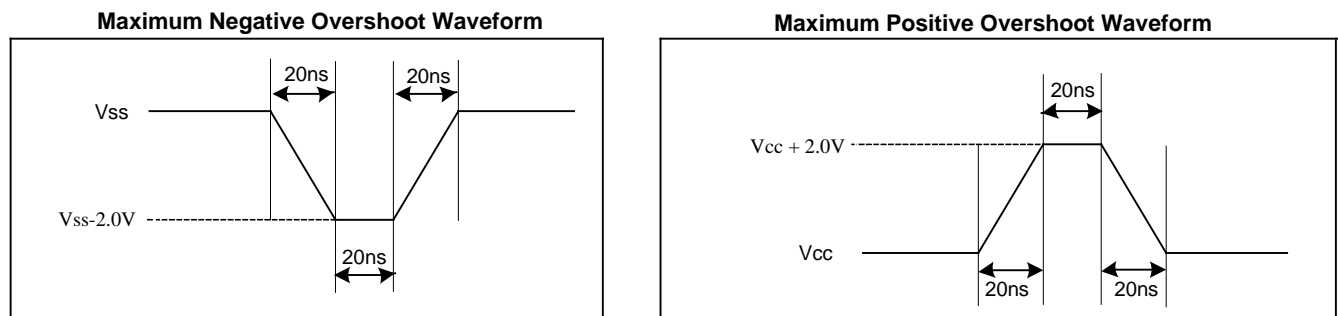 Maximum Negative Overshoot Waveform
20ns
20ns
Vss
Vss-2.0V
20ns
Maximum Positive Overshoot Waveform
20ns
Vcc + 2.0V
Vcc
20ns
20ns